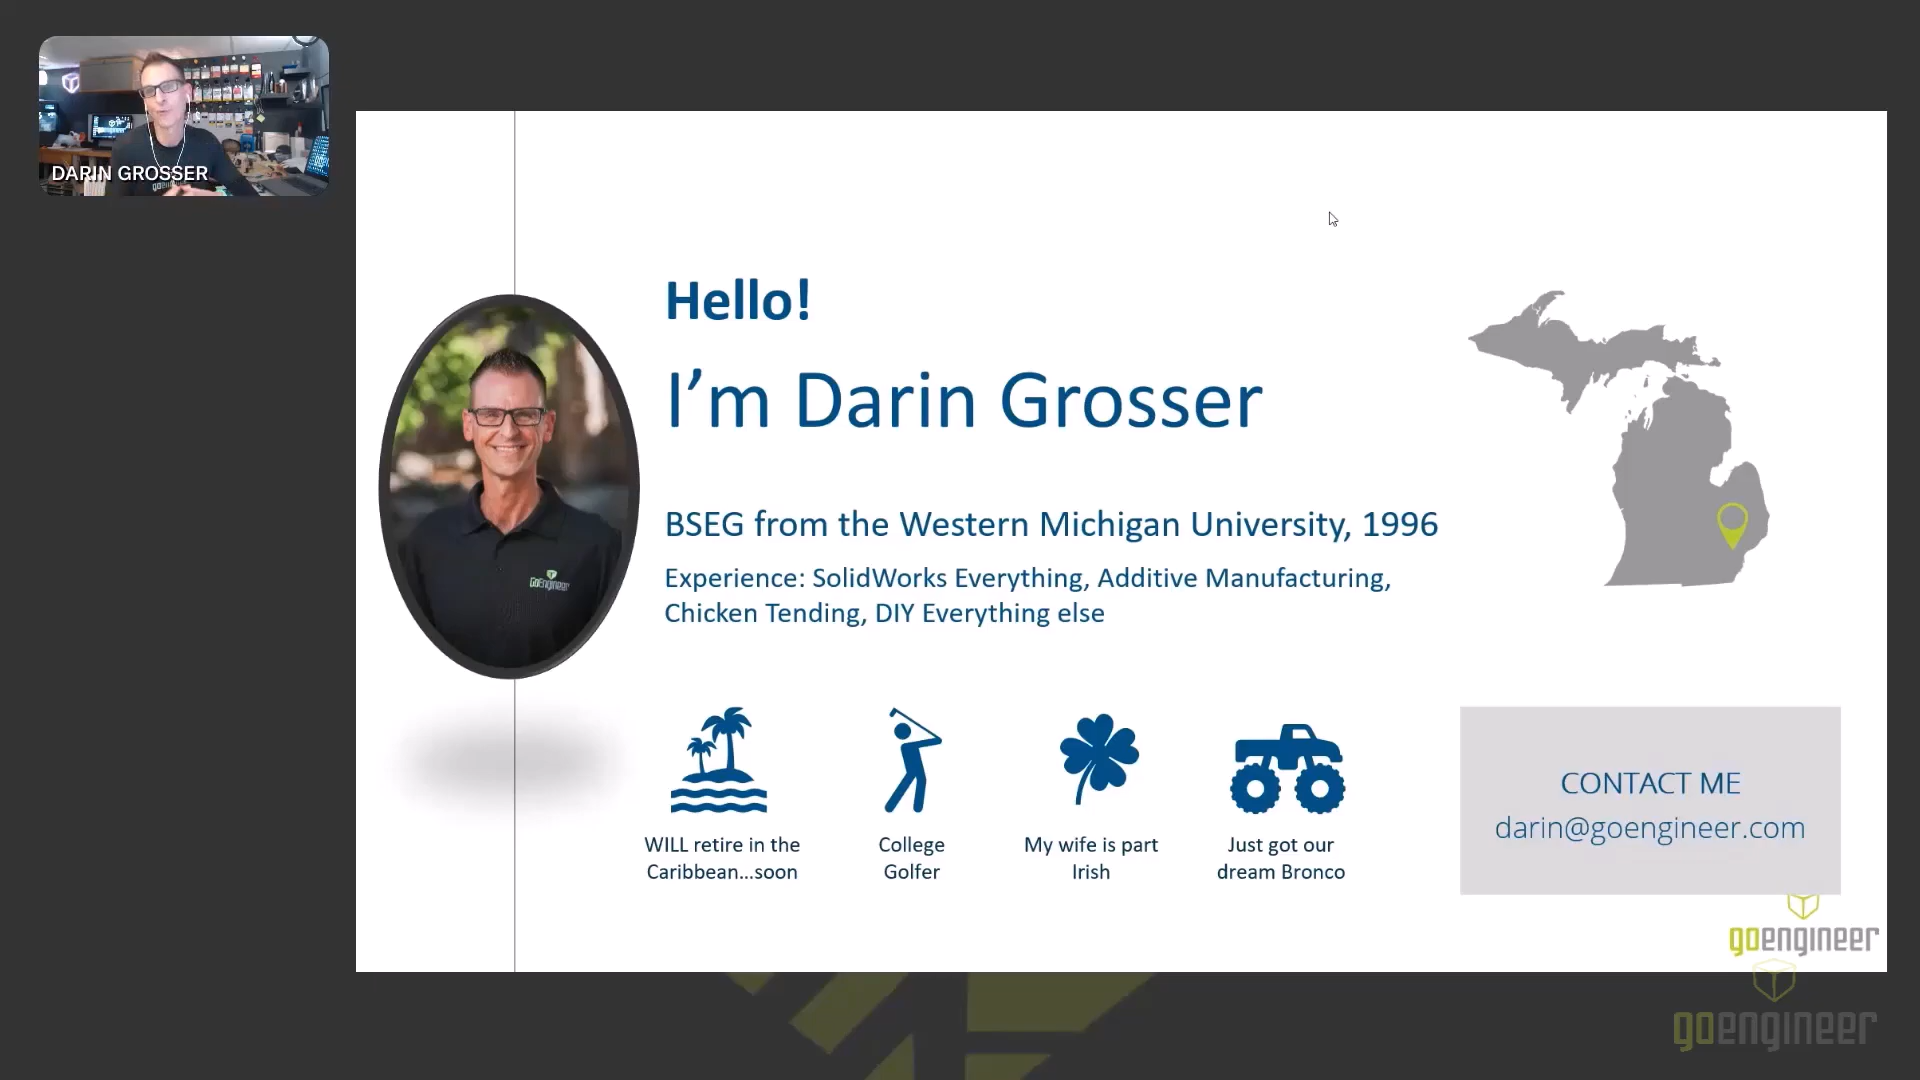 DARIN GROSSER
Hello!
I’m Darin Grosser
BSEG from the Western Michigan University, 1996
Experience: SolidWorks Everything, Additive Manufacturing,
Chicken Tending, DIY Everything else
WILL retire in the
Caribbean...soon
College
Golfer
My wife is part
Irish
Just got our
dream Bronco
CONTACT ME
darin@goengineer.com
goengineer
goengineer
GoEngineer